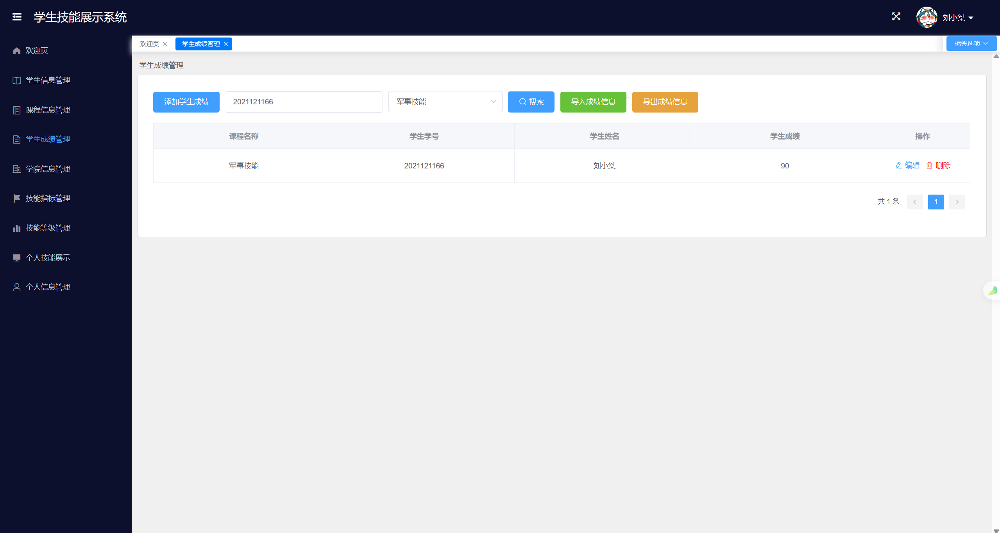 学生技能展示系统
刘小桀
欢迎页
学生信息管理
课程信息管理
学生成绩管理
学院信息管理
技能指标管理
技能等级管理
个人技能展示
个人信息管理
欢迎页 学生成绩管理 标签选项
学生成绩管理
添加学生成绩 2021121166 军事技能 搜索 导入成绩信息 导出成绩信息
课程名称 学生学号 学生姓名 学生成绩 操作
军事技能 2021121166 刘小桀 90 编辑 删除
共 1 条 1